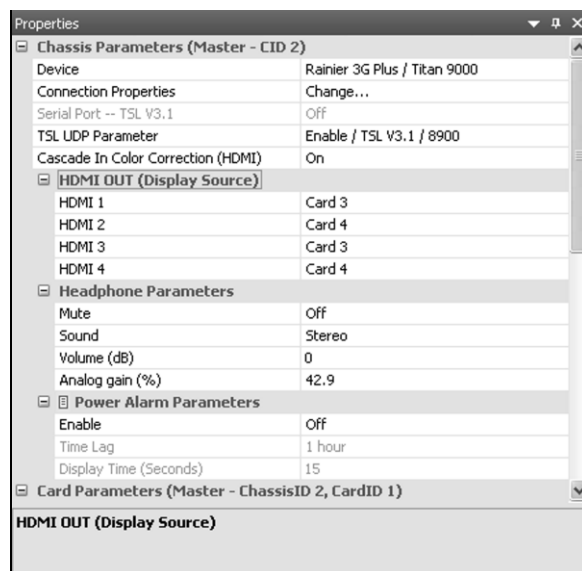 Properties
Chassis Parameters (Master - CID 2)
Device Rainier 3G Plus / Titan 9000
Connection Properties Change...
Serial Port -- TSL V3.1 Off
TSL UDP Parameter Enable / TSL V3.1 / 8900
Cascade In Color Correction (HDMI) On
HDMI OUT (Display Source)
HDMI 1 Card 3
HDMI 2 Card 4
HDMI 3 Card 3
HDMI 4 Card 4
Headphone Parameters
Mute Off
Sound Stereo
Volume (dB) 0
Analog gain (%) 42.9
Power Alarm Parameters
Enable Off
Time Lag 1 hour
Display Time (Seconds) 15
Card Parameters (Master - ChassisID 2, CardID 1)
HDMI OUT (Display Source)